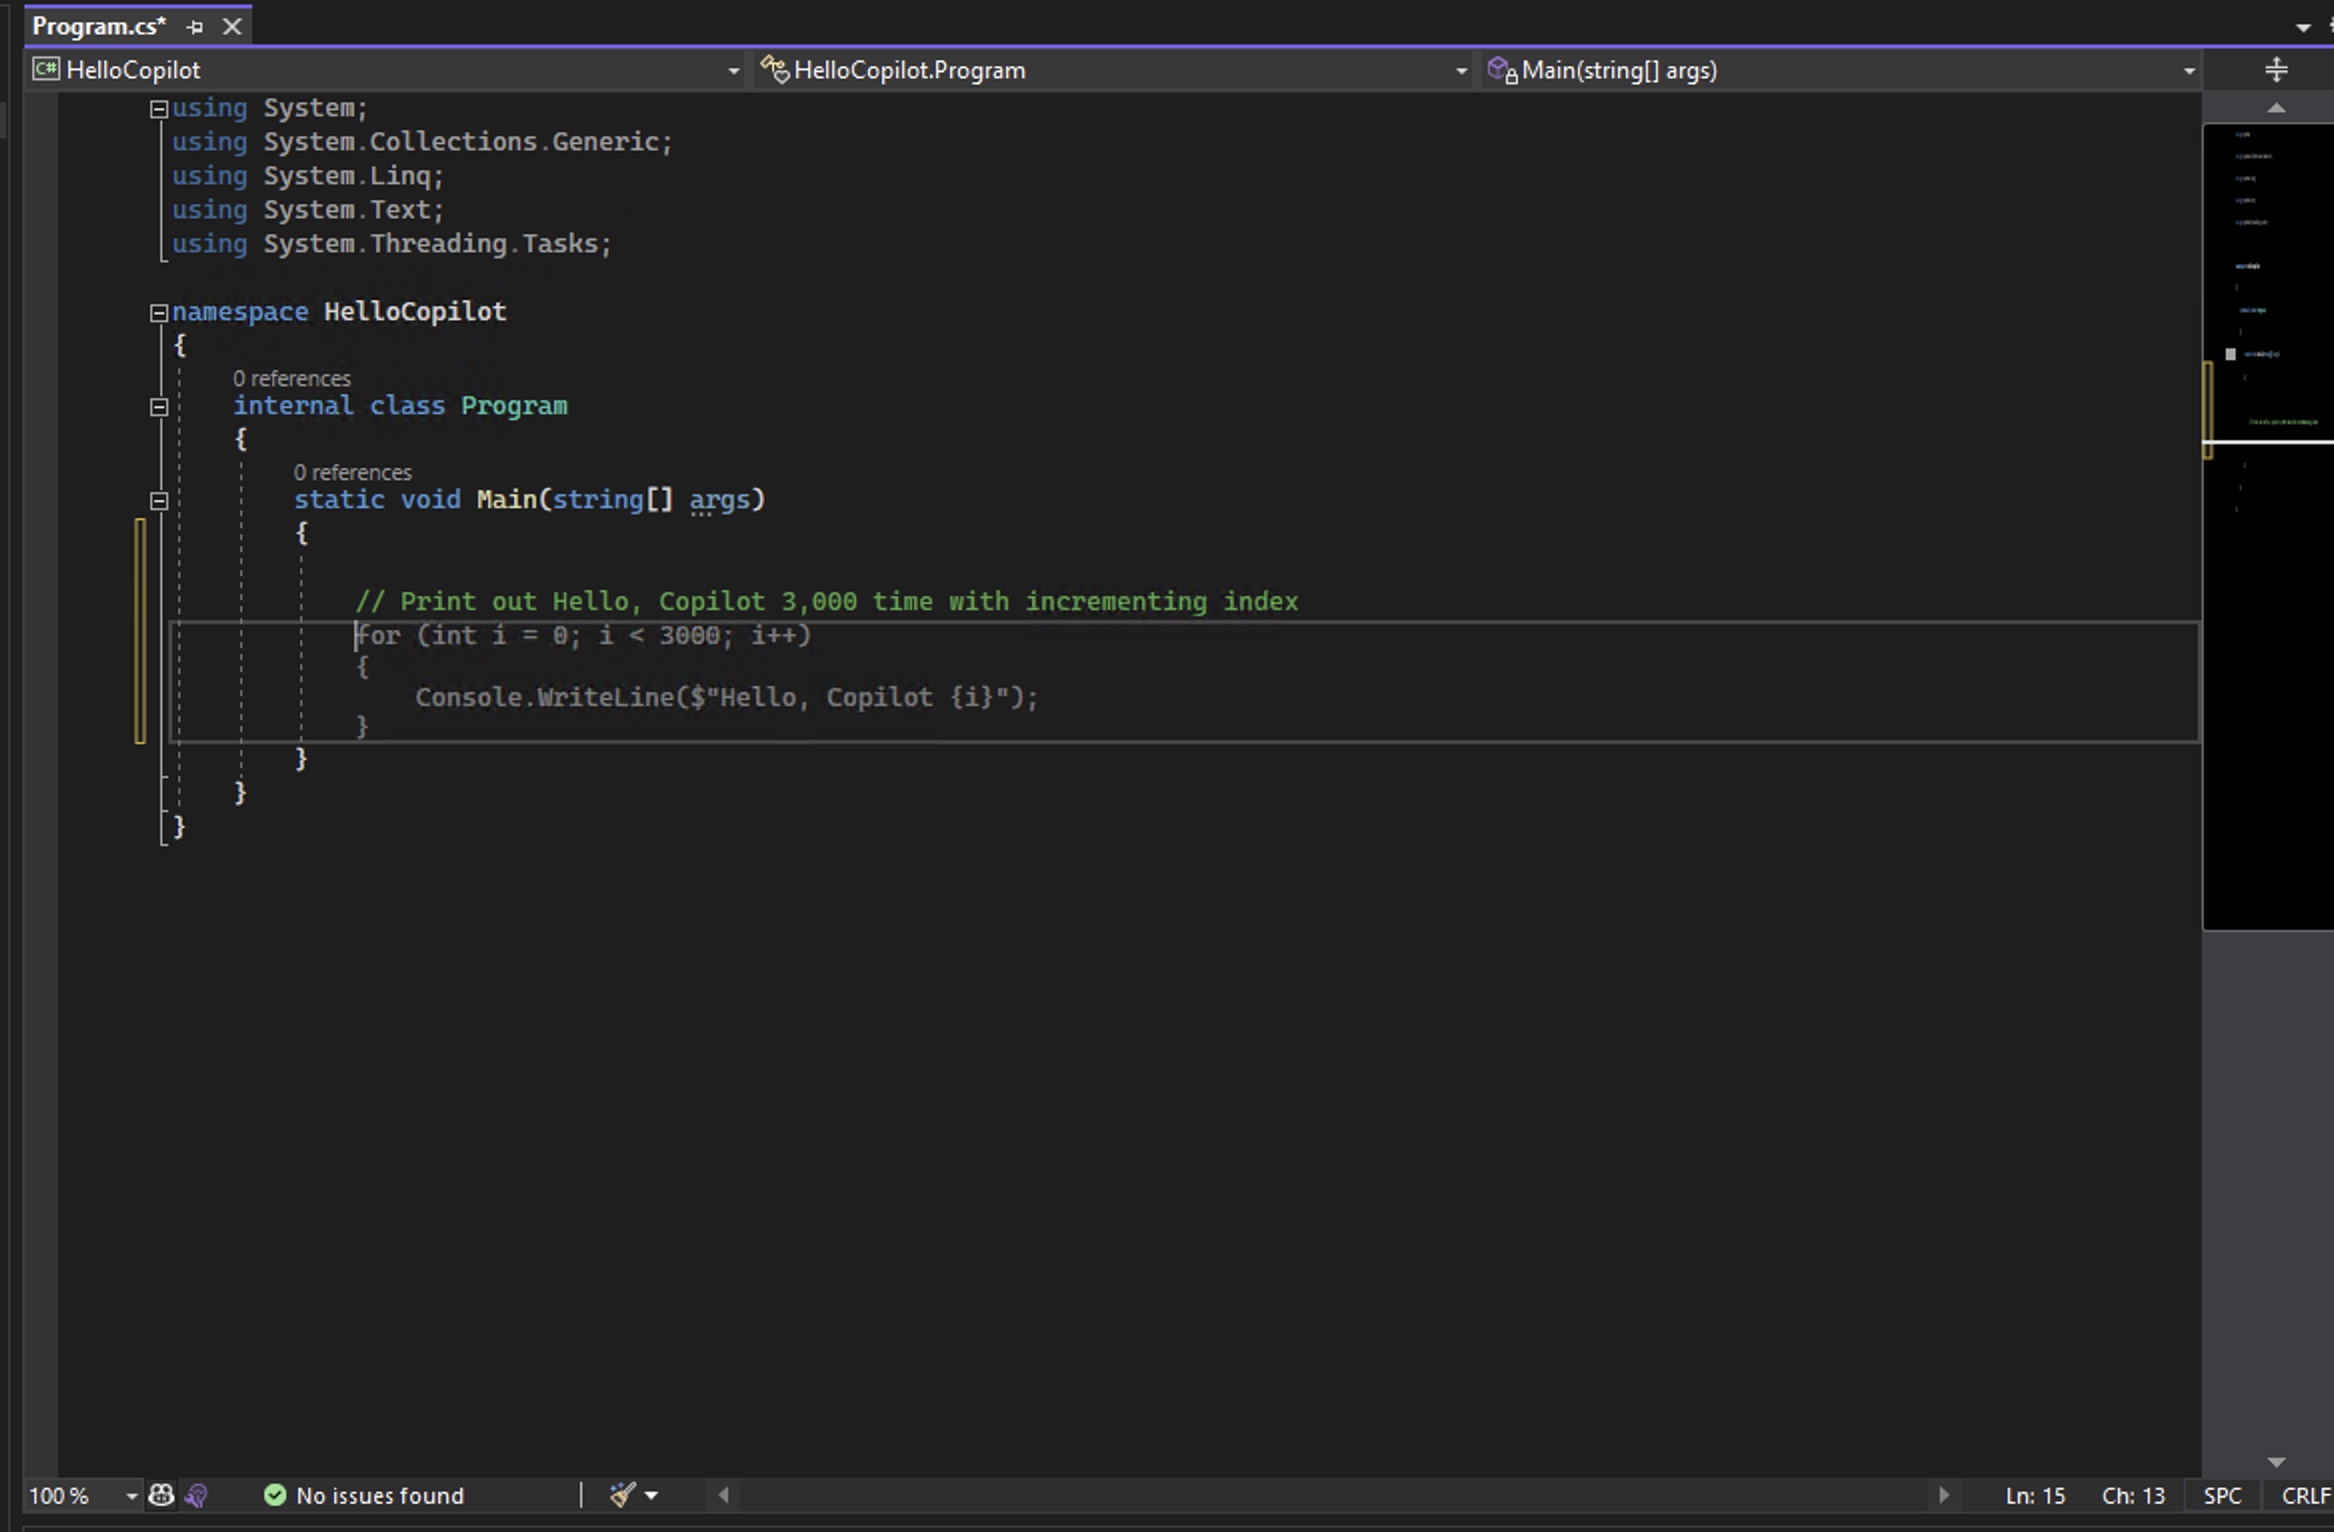 Program.cs*
HelloCopilot HelloCopilot.Program Main(string[] args)
using System;
using System.Collections.Generic;
using System.Linq;
using System.Text;
using System.Threading.Tasks;
namespace HelloCopilot
{
0 references
internal class Program
{
0 references
static void Main(string[] args)
{
// Print out Hello, Copilot 3,000 time with incrementing index
for (int i = 0; i < 3000; i++)
{
Console.WriteLine($"Hello, Copilot {i}");
}
}
}
}
100 % No issues found Ln: 15 Ch: 13 SPC CRLF